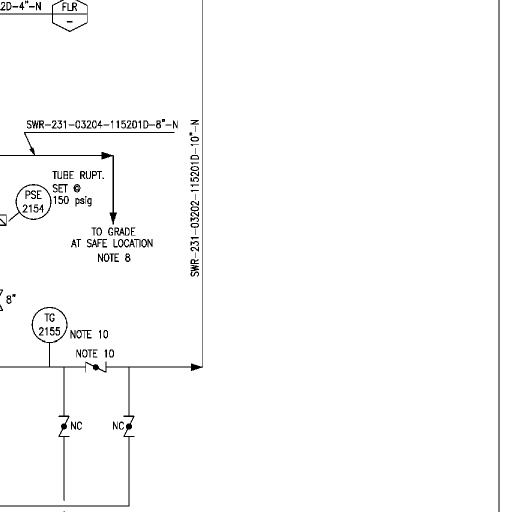 2D-4"-N
FLR
-
SWR-231-03204-115201D-8"-N
TUBE RUPT.
SET @
150 psig
PSE
2154
TO GRADE
AT SAFE LOCATION
NOTE 8
SWR-231-03202-115201D-10"-N
8"
TG
2155
NOTE 10
NOTE 10
NC
NC